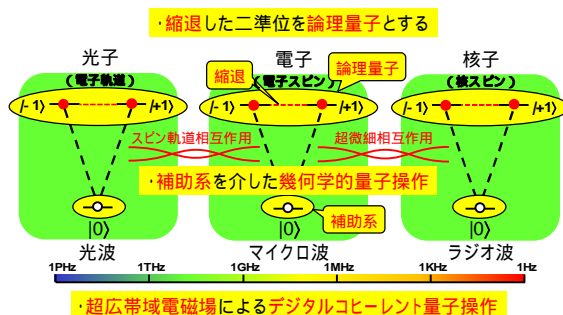 ·縮退した二準位を論理量子とする
光子 電子 核子
(電子軌道) (電子スピン) (核スピン)
縮退 論理量子
/- 1⟩ /+1⟩ /- 1⟩ /+1⟩ /- 1⟩ /+1⟩
スピン軌道相互作用 超微細相互作用
·補助系を介した幾何学的量子操作
補助系
|0⟩ |0⟩ |0⟩
光波 マイクロ波 ラジオ波
1PHz 1THz 1GHz 1MHz 1KHz 1Hz
·超広帯域電磁場によるデジタルコヒーレント量子操作